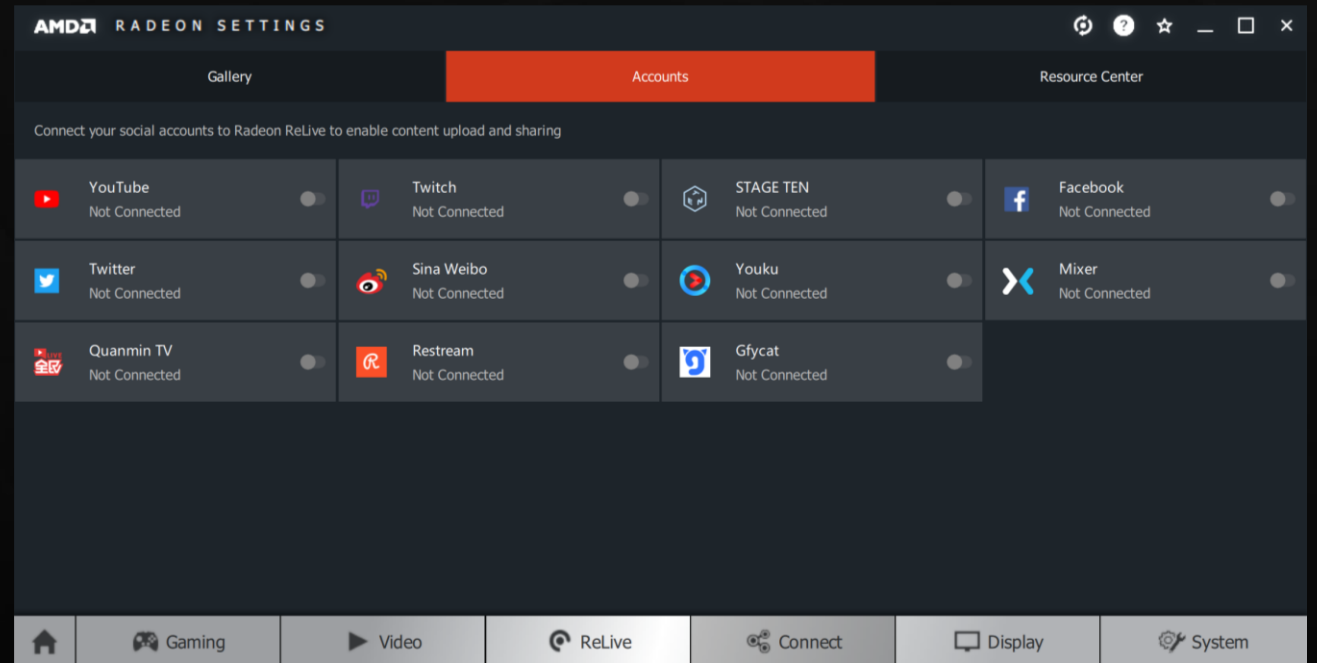 AMD RADEON SETTINGS
Gallery
Accounts
Resource Center
Connect your social accounts to Radeon ReLive to enable content upload and sharing
YouTube
Not Connected
Twitch
Not Connected
STAGE TEN
Not Connected
Facebook
Not Connected
Twitter
Not Connected
Sina Weibo
Not Connected
Youku
Not Connected
Mixer
Not Connected
LIVE
全民
Quanmin TV
Not Connected
Restream
Not Connected
Gfycat
Not Connected
Gaming
Video
ReLive
Connect
Display
System